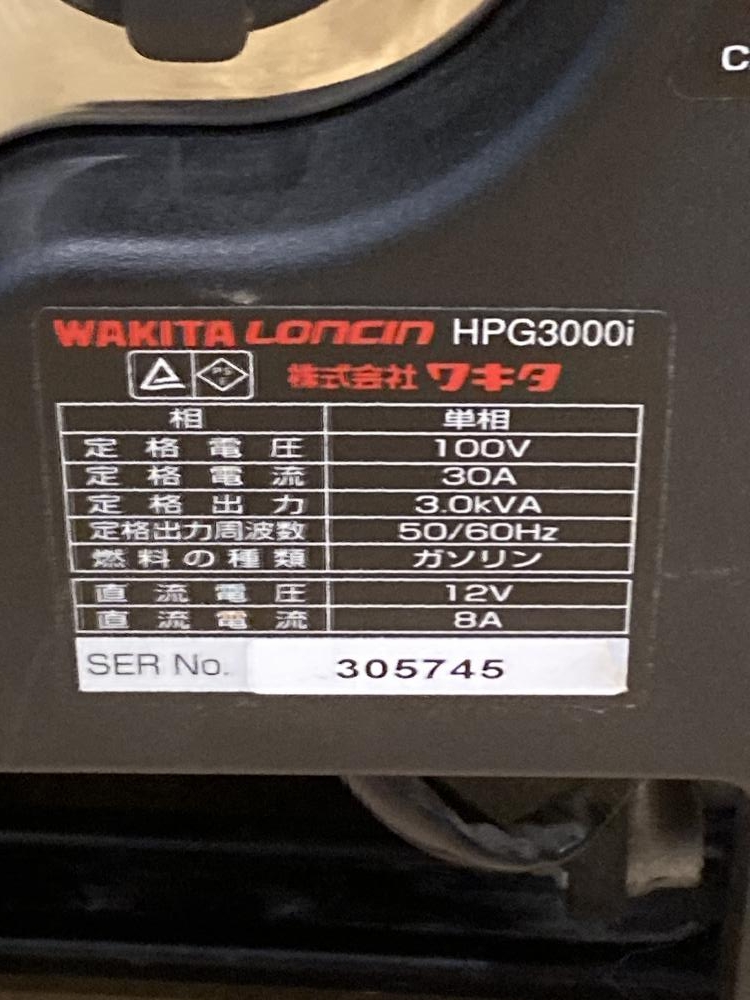 C
WAKITA LONCIN HPG3000i
PS E 株式会社 ワキタ
相 単相
定格電圧 100V
定格電流 30A
定格出力 3.0kVA
定格出力周波数 50/60Hz
燃料の種類 ガソリン
直流電圧 12V
直流電流 8A
SER No. 305745